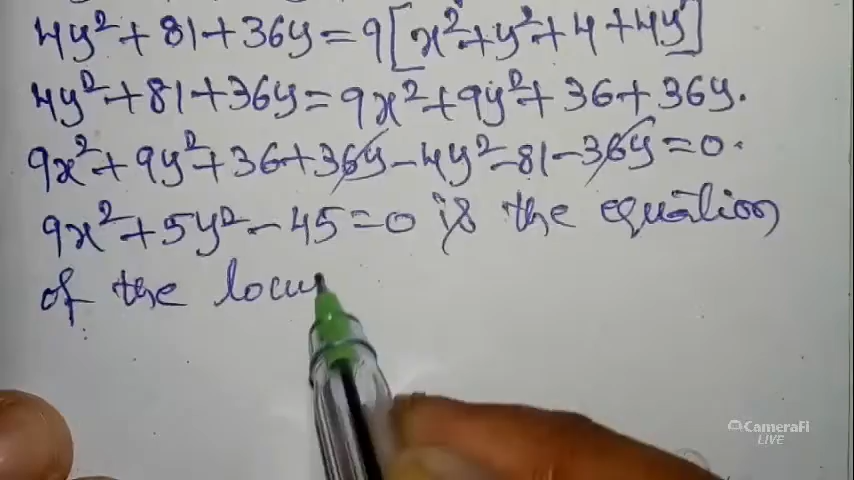 4y² + 81 + 36y = 9[x² + y² + 4 + 4y]
4y² + 81 + 36y = 9x² + 9y² + 36 + 36y.
9x² + 9y² + 36 + 36y - 4y² - 81 - 36y = 0.
9x² + 5y² - 45 = 0 is the equation
of the locu
CameraFi
LIVE